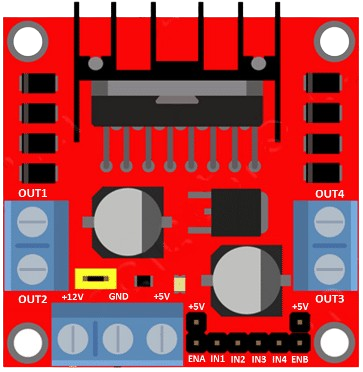 OUT1 OUT4
OUT2 +12V GND +5V OUT3
+5V +5V
ENA IN1 IN2 IN3 IN4 ENB